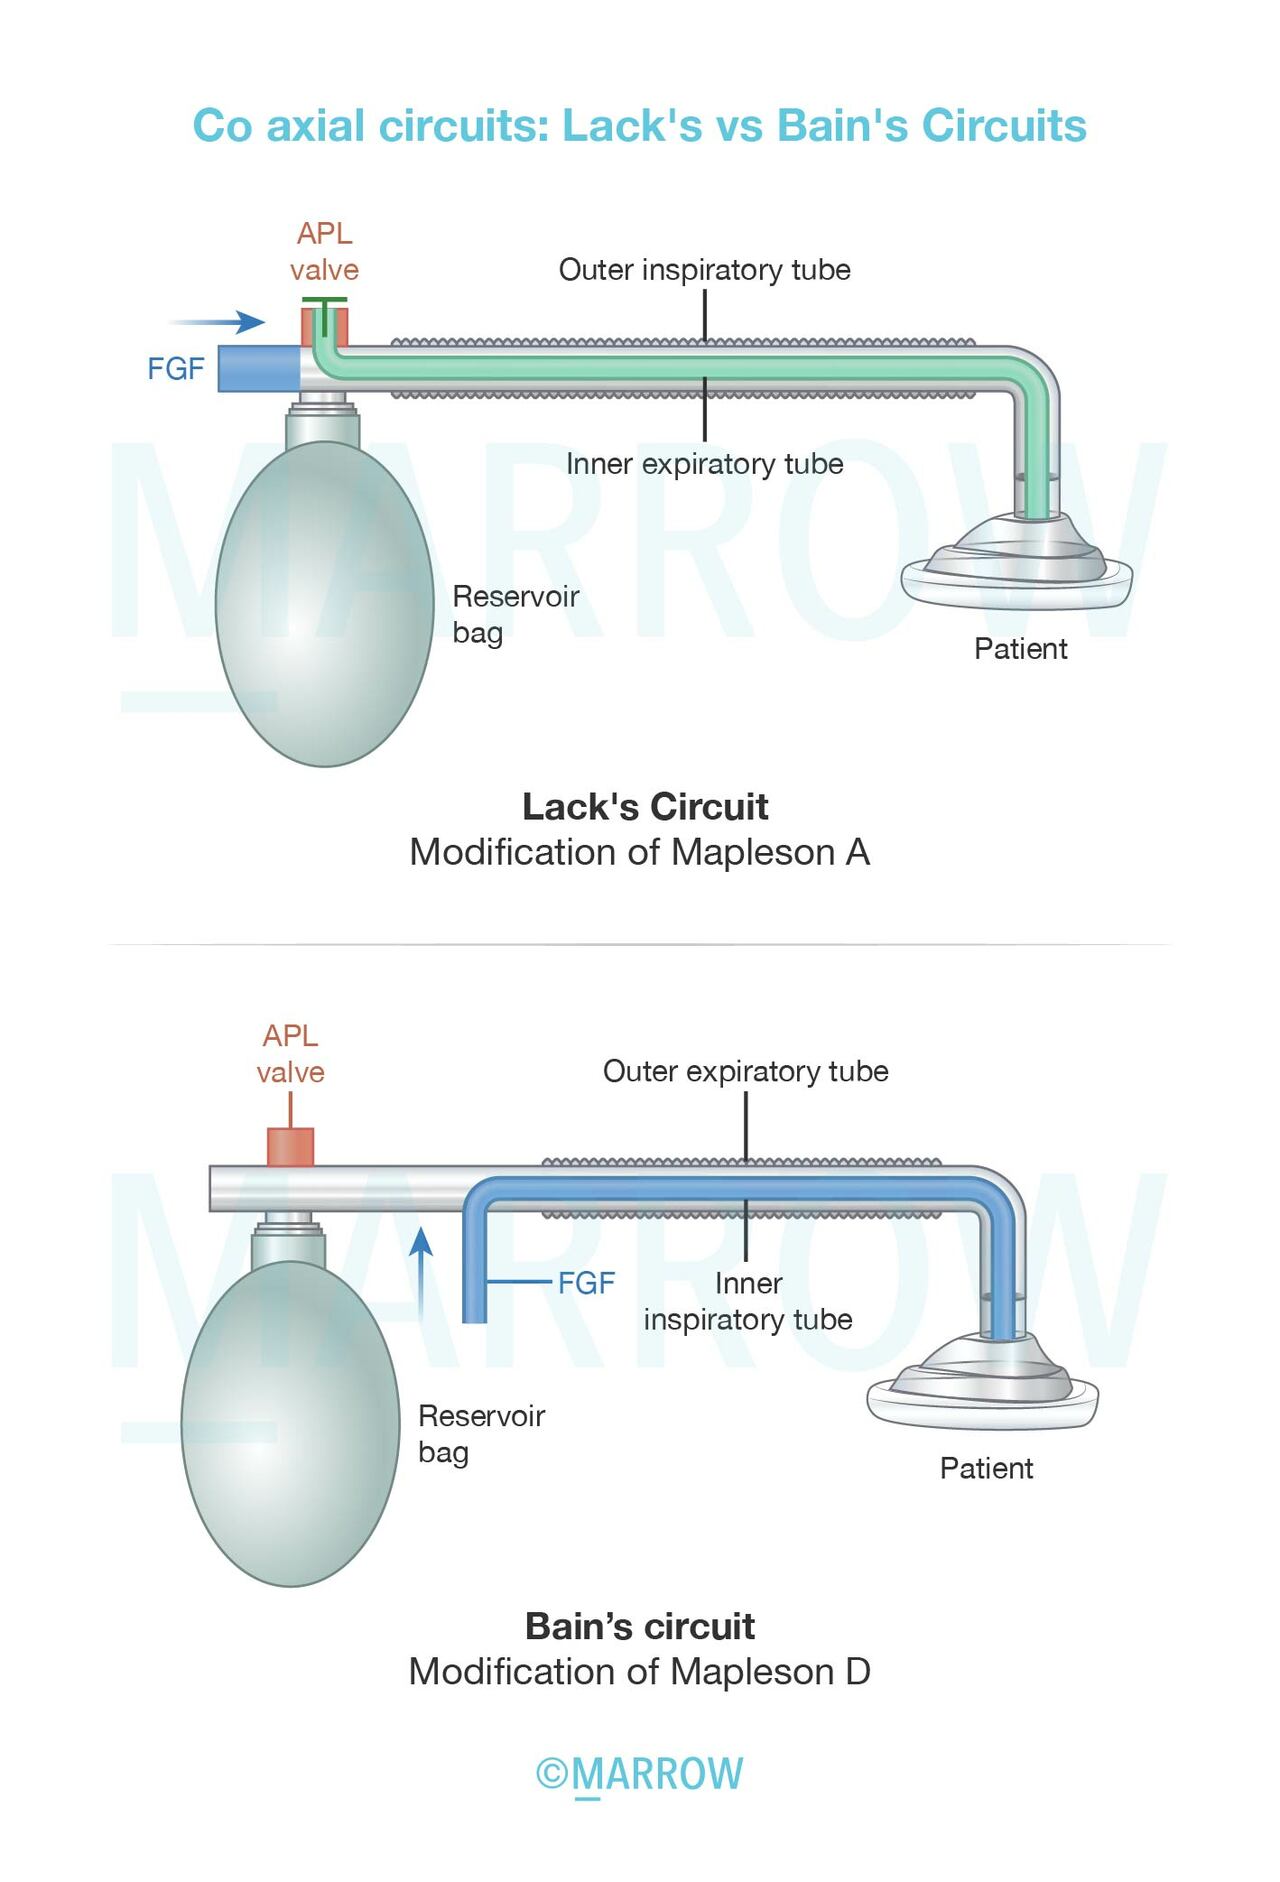 Co axial circuits: Lack's vs Bain's Circuits
APL
valve
Outer inspiratory tube
FGF
Inner expiratory tube
Reservoir
bag
Patient
Lack's Circuit
Modification of Mapleson A
APL
valve
Outer expiratory tube
FGF
Inner
inspiratory tube
Reservoir
bag
Patient
Bain’s circuit
Modification of Mapleson D
©MARROW
MARROW
MARROW